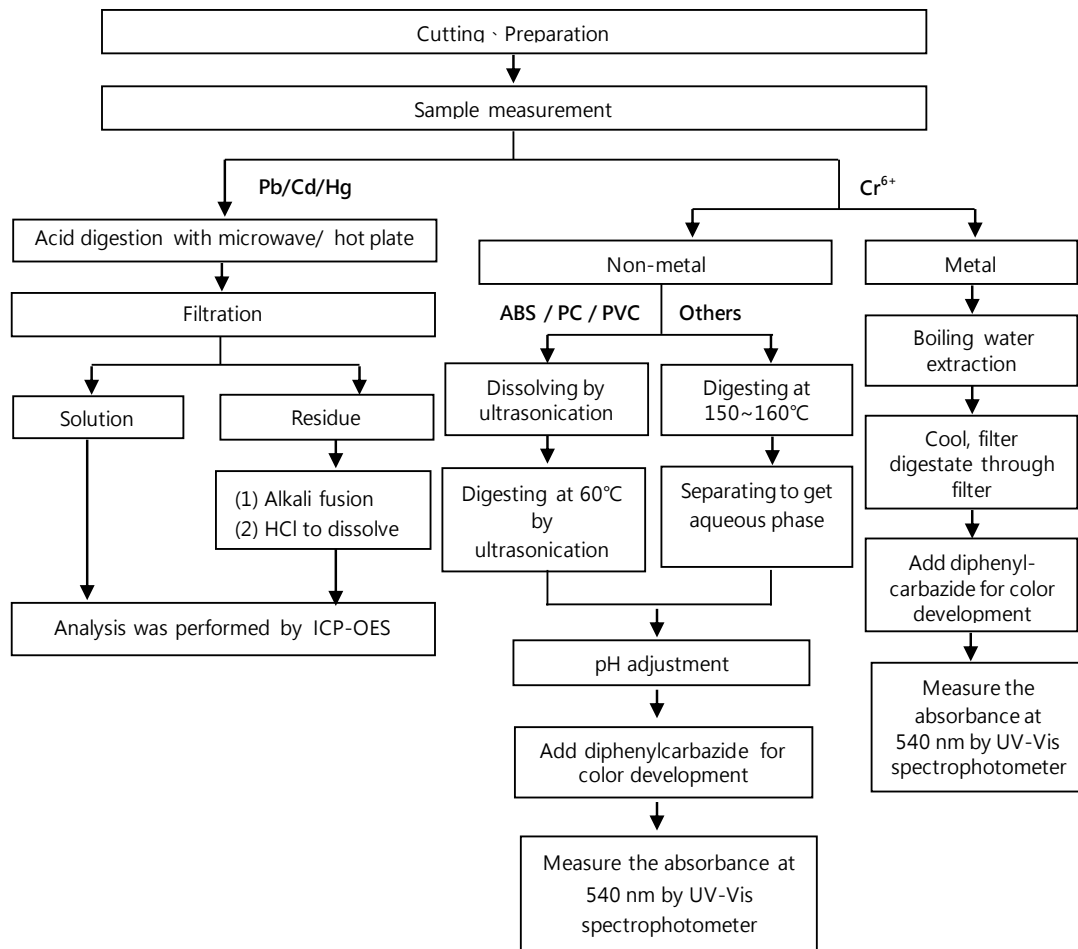 Cutting、Preparation
Sample measurement
Pb/Cd/Hg
Cr6+
Acid digestion with microwave/ hot plate
Non-metal
Metal
Filtration
ABS / PC / PVC
Others
Boiling water
extraction
Solution
Residue
Dissolving by
ultrasonication
Digesting at
150~160℃
Cool, filter
digestate through
filter
(1) Alkali fusion
(2) HCl to dissolve
Digesting at 60℃
by
ultrasonication
Separating to get
aqueous phase
Add diphenyl-
carbazide for color
development
Analysis was performed by ICP-OES
pH adjustment
Measure the
absorbance at
540 nm by UV-Vis
spectrophotometer
Add diphenylcarbazide for
color development
Measure the absorbance at
540 nm by UV-Vis
spectrophotometer